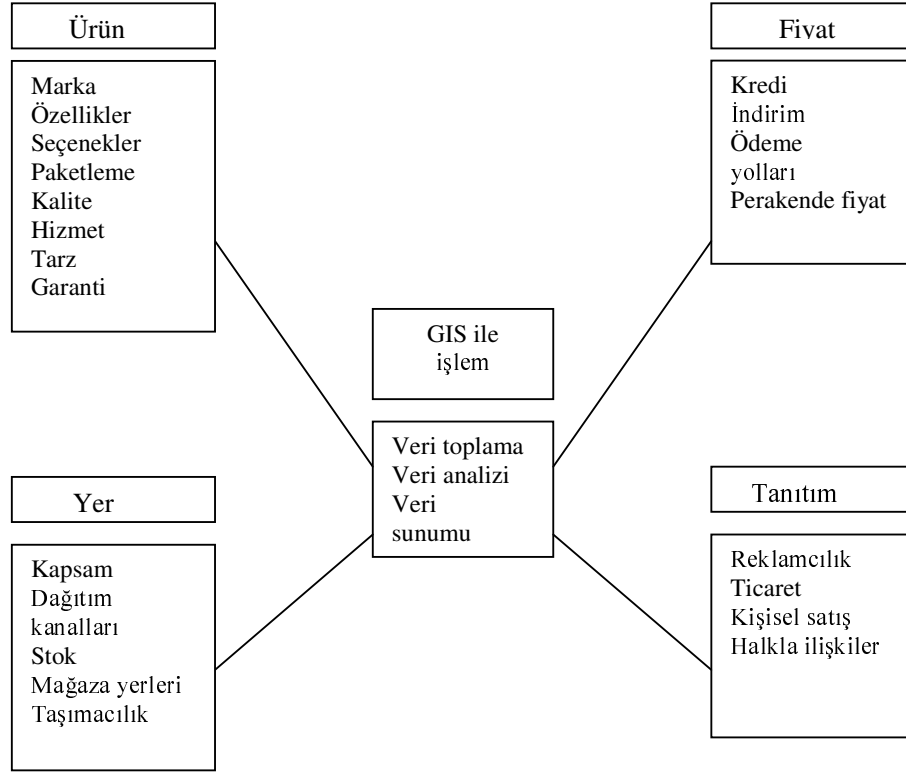 Ürün
Marka
Özellikler
Seçenekler
Paketleme
Kalite
Hizmet
Tarz
Garanti
Fivat
Kredi
İndirim
Ödeme
yolları
Perakende fiyat
GIS ile
işlem
Veri toplama
Veri analizi
Veri
sunumu
Yer
Kapsam
Dağıtım
kanalları
Stok
Mağaza yerleri
Taşımacılık
Tanıtım
Reklamcılık
Ticaret
Kişisel satış
Halkla ilişkiler